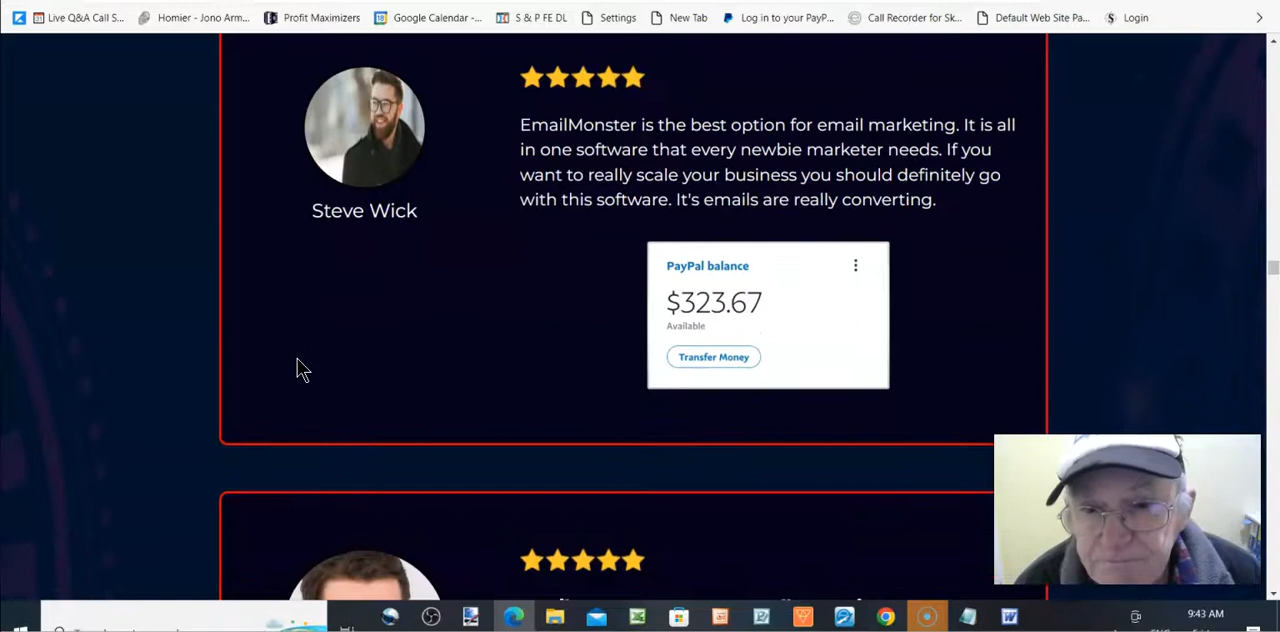 Live Q&A Call S... Homier - Jono Arm... Profit Maximizers Google Calendar -... S & P FE DL Settings New Tab Log in to your PayP... Call Recorder for Sk... Default Web Site Pa... Login
EmailMonster is the best option for email marketing. It is all
in one software that every newbie marketer needs. If you
want to really scale your business you should definitely go
with this software. It's emails are really converting.
Steve Wick
PayPal balance
$323.67
Available
Transfer Money
9:43 AM